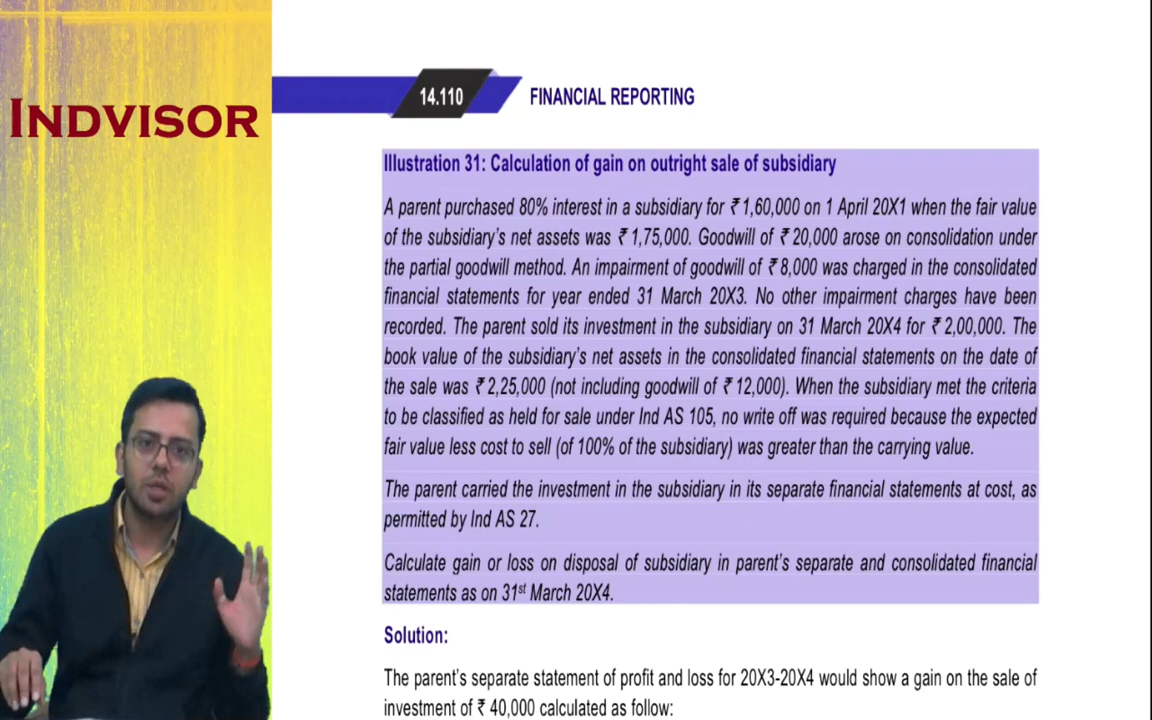 INDVISOR
14.110 FINANCIAL REPORTING
Illustration 31: Calculation of gain on outright sale of subsidiary
A parent purchased 80% interest in a subsidiary for ₹ 1,60,000 on 1 April 20X1 when the fair value
of the subsidiary's net assets was ₹ 1,75,000. Goodwill of ₹ 20,000 arose on consolidation under
the partial goodwill method. An impairment of goodwill of ₹ 8,000 was charged in the consolidated
financial statements for year ended 31 March 20X3. No other impairment charges have been
recorded. The parent sold its investment in the subsidiary on 31 March 20X4 for ₹ 2,00,000. The
book value of the subsidiary's net assets in the consolidated financial statements on the date of
the sale was ₹ 2,25,000 (not including goodwill of ₹ 12,000). When the subsidiary met the criteria
to be classified as held for sale under Ind AS 105, no write off was required because the expected
fair value less cost to sell (of 100% of the subsidiary) was greater than the carrying value.
The parent carried the investment in the subsidiary in its separate financial statements at cost, as
permitted by Ind AS 27.
Calculate gain or loss on disposal of subsidiary in parent's separate and consolidated financial
statements as on 31st March 20X4.
Solution:
The parent's separate statement of profit and loss for 20X3-20X4 would show a gain on the sale of
investment of ₹ 40,000 calculated as follow: